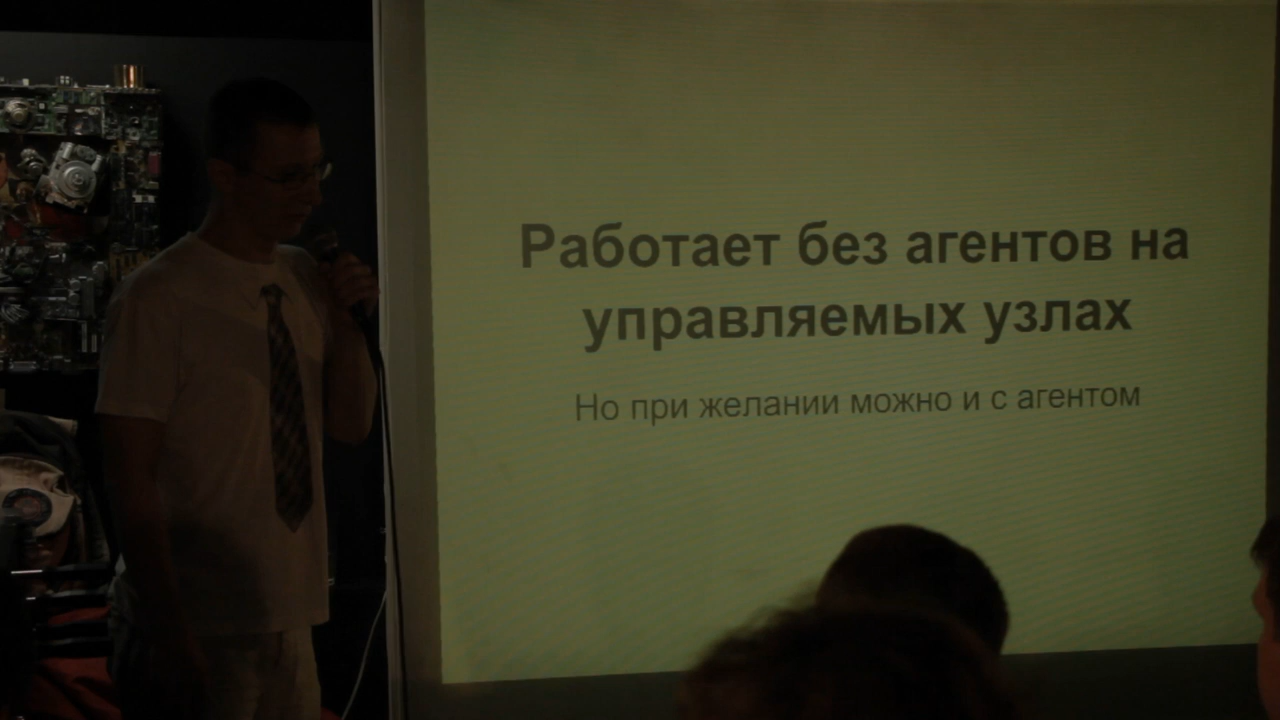 Работает без агентов на
управляемых узлах
Но при желании можно и с агентом